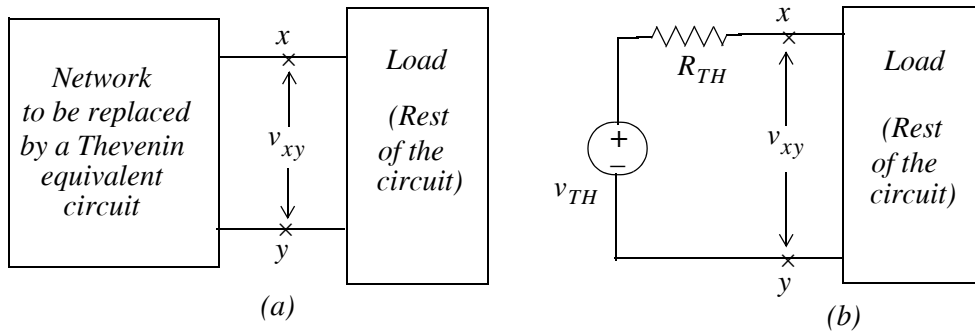 Network
to be replaced
by a Thevenin
equivalent
circuit
x
v_xy
y
Load
(Rest
of the
circuit)
(a)
R_TH
+
−
v_TH
x
v_xy
y
Load
(Rest
of the
circuit)
(b)